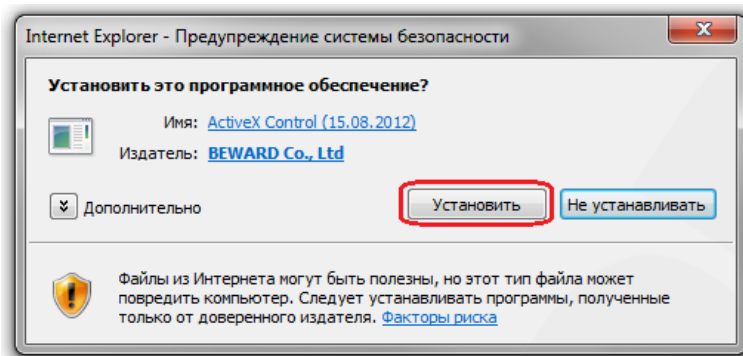 Internet Explorer - Предупреждение системы безопасности
Установить это программное обеспечение?
Имя: ActiveX Control (15.08.2012)
Издатель: BEWARD Co., Ltd
Дополнительно Установить Не устанавливать
Файлы из Интернета могут быть полезны, но этот тип файла может
повредить компьютер. Следует устанавливать программы, полученные
только от доверенного издателя. Факторы риска